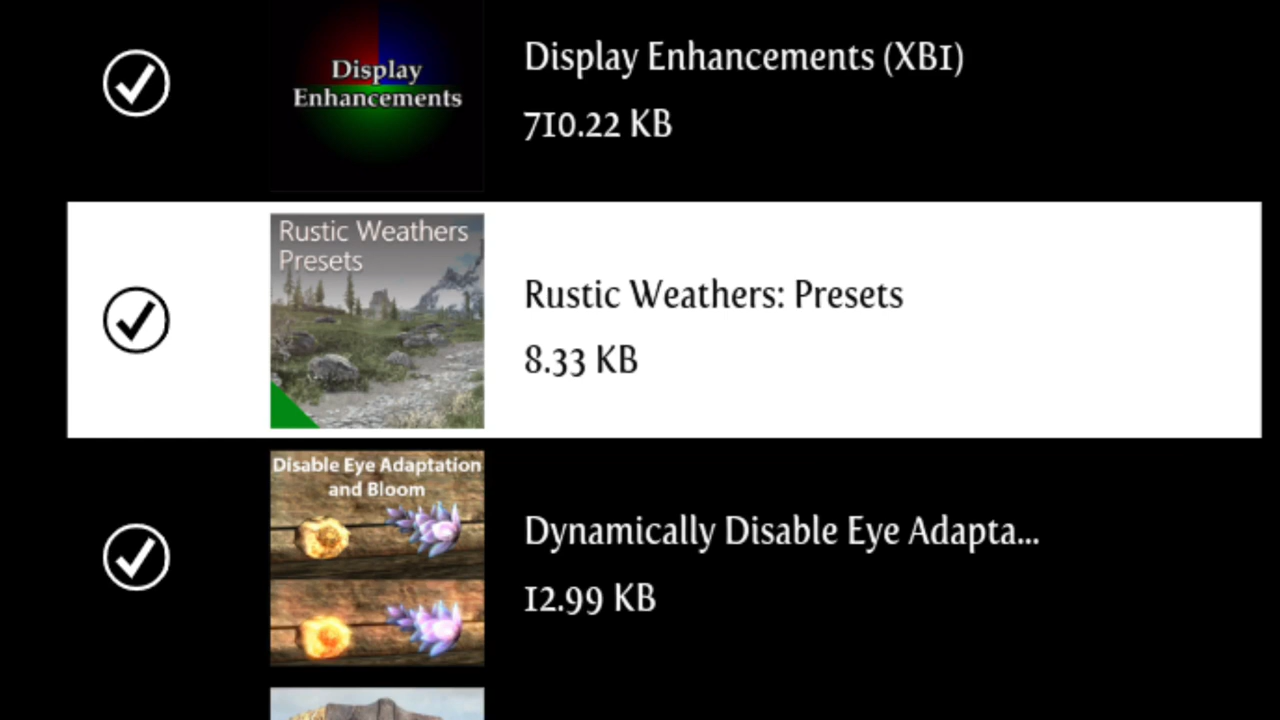 Display
Enhancements
Display Enhancements (XB1)
710.22 KB
Rustic Weathers
Presets
Rustic Weathers: Presets
8.33 KB
Disable Eye Adaptation
and Bloom
Dynamically Disable Eye Adapta...
12.99 KB